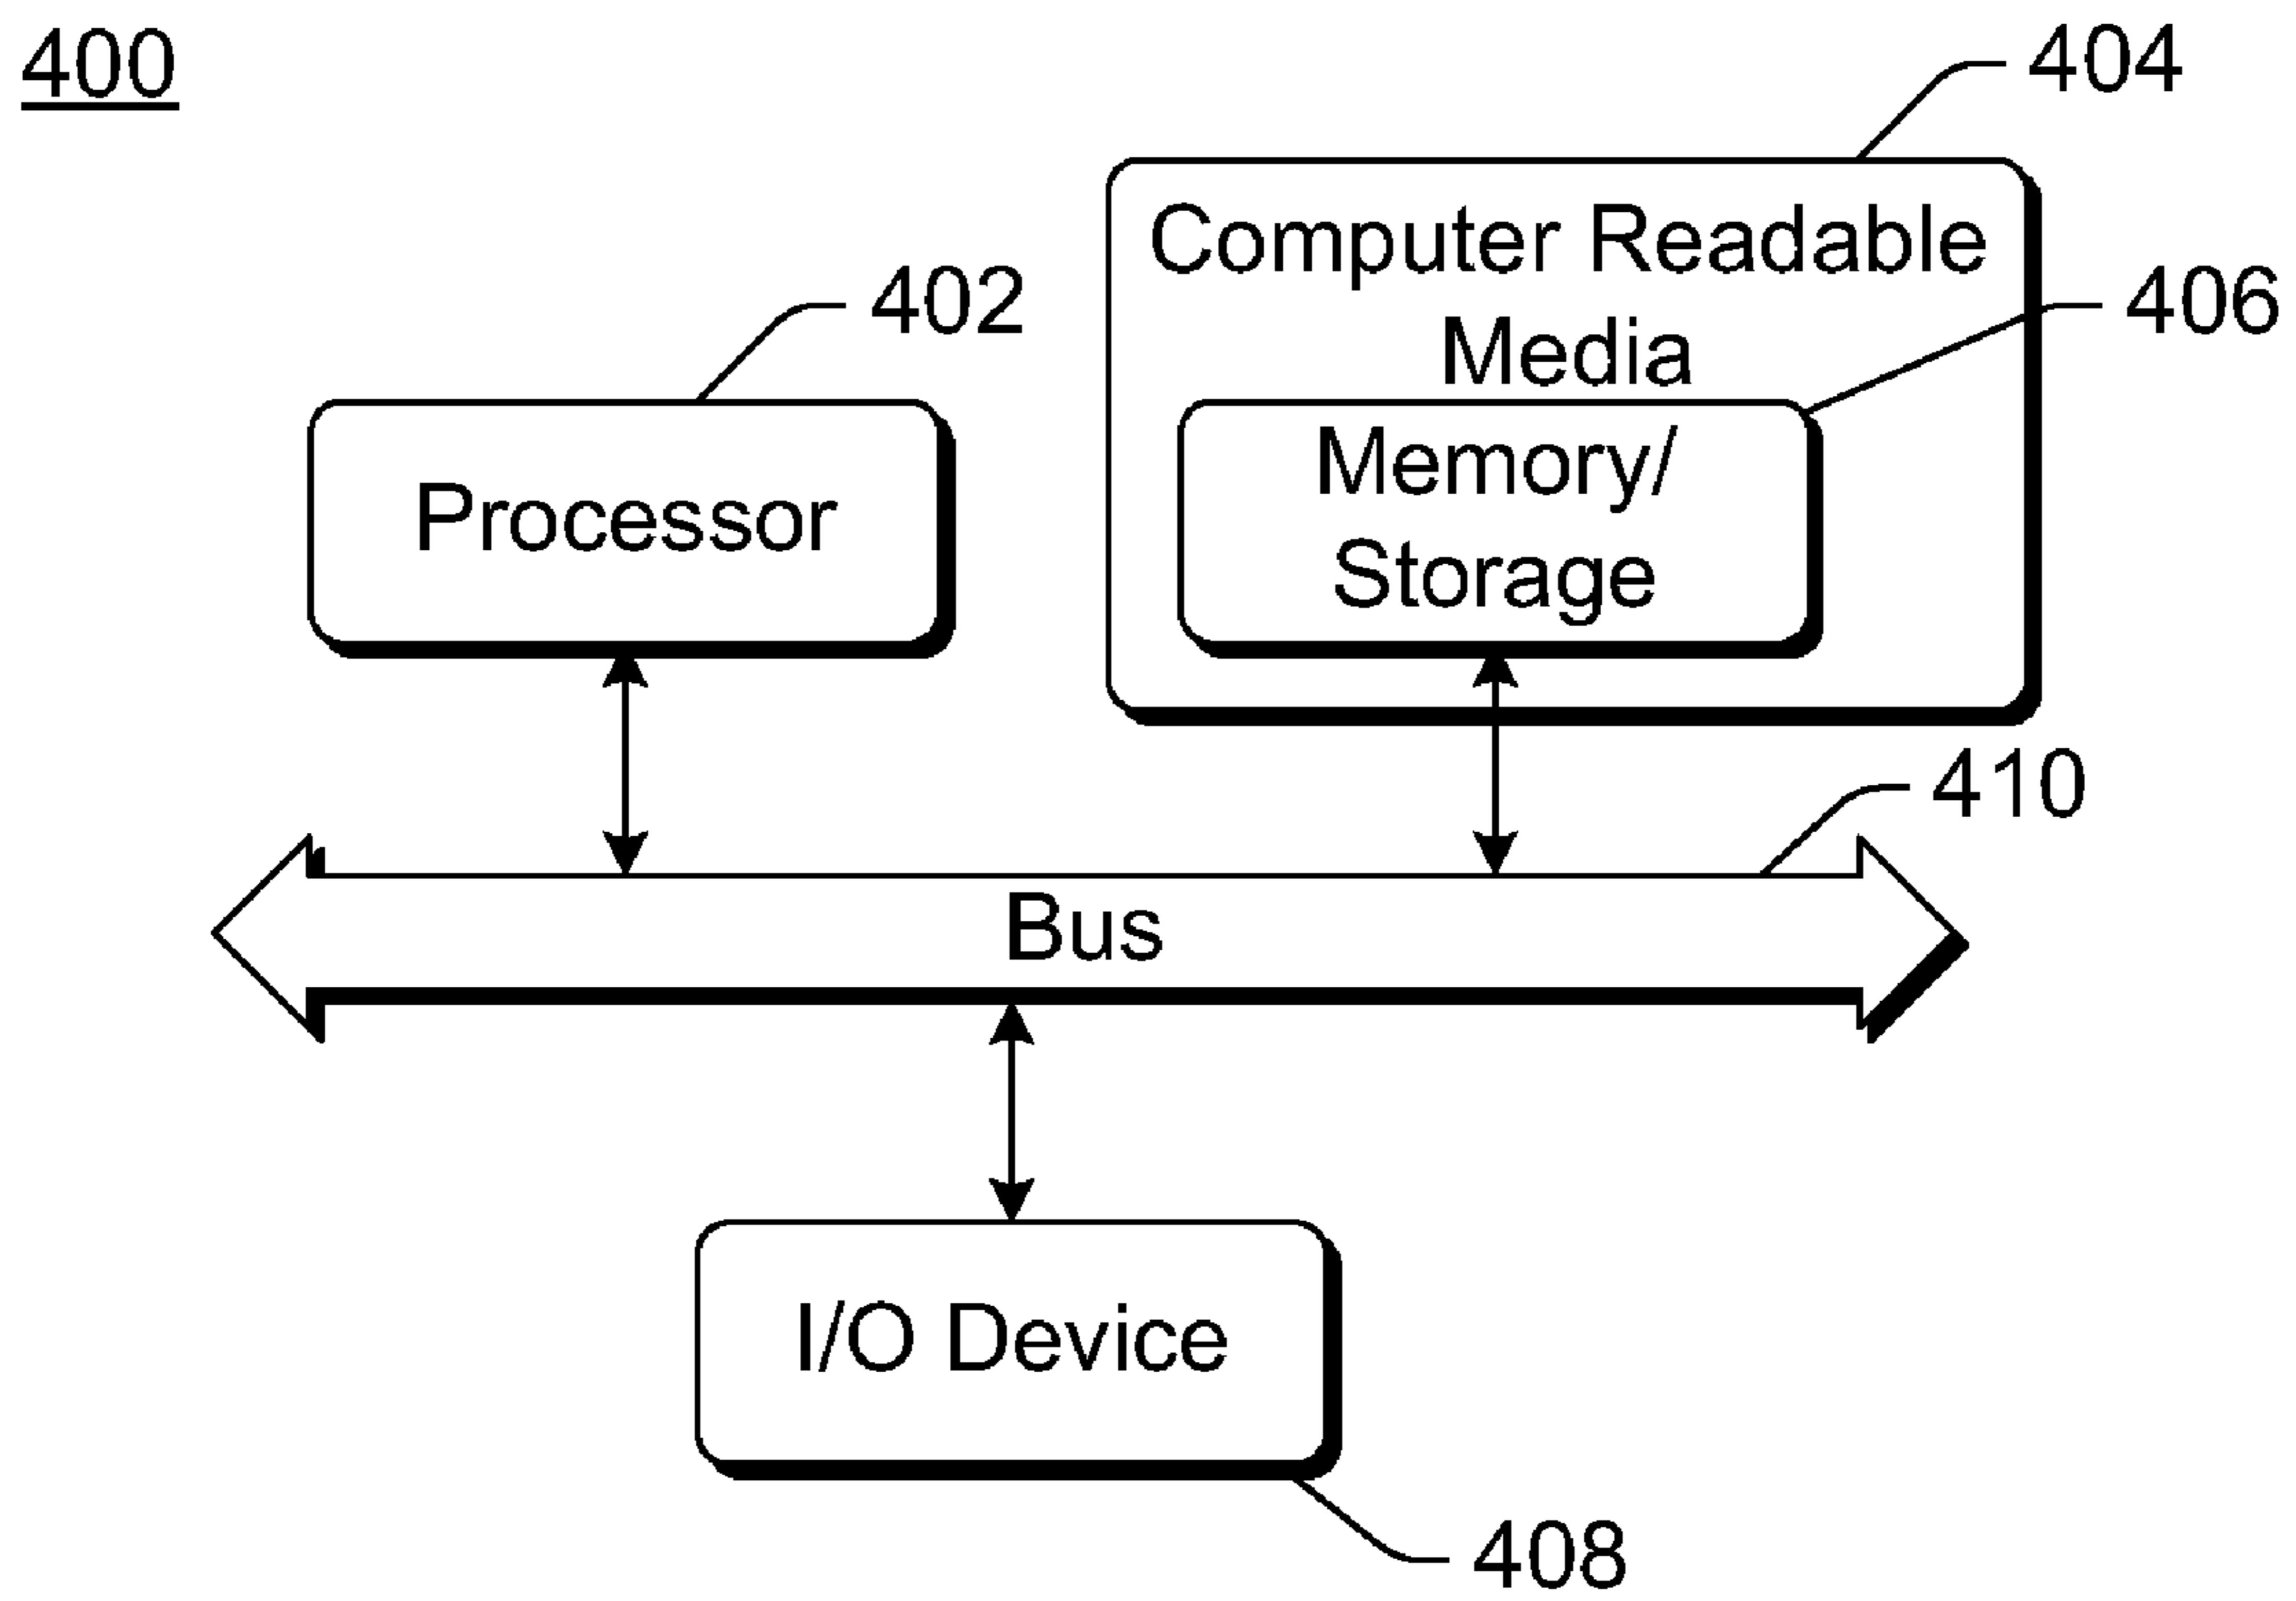 400
404
Computer Readable
Media
406
402
Processor
Memory/
Storage
410
Bus
I/O Device
408